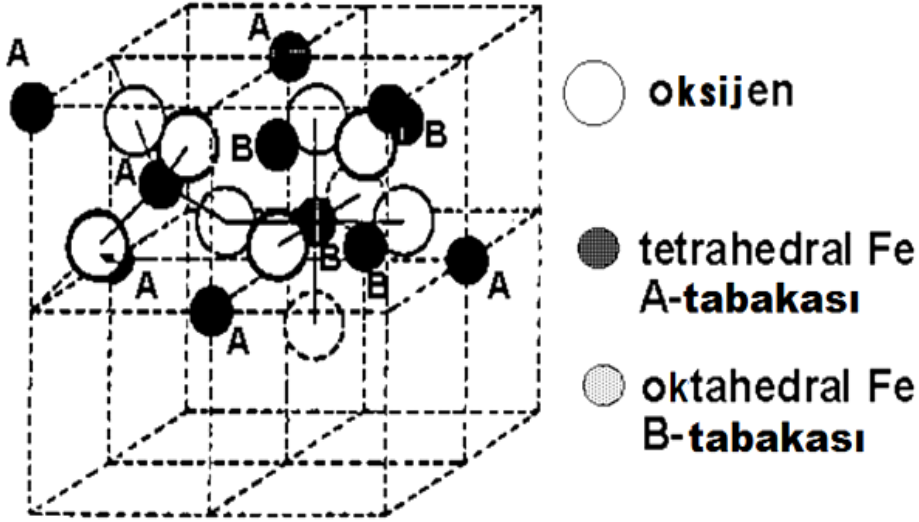 A
A
oksijen
B
B
A
B
B
A
A
A
tetrahedral Fe
A-tabakası
oktahedral Fe
B-tabakası